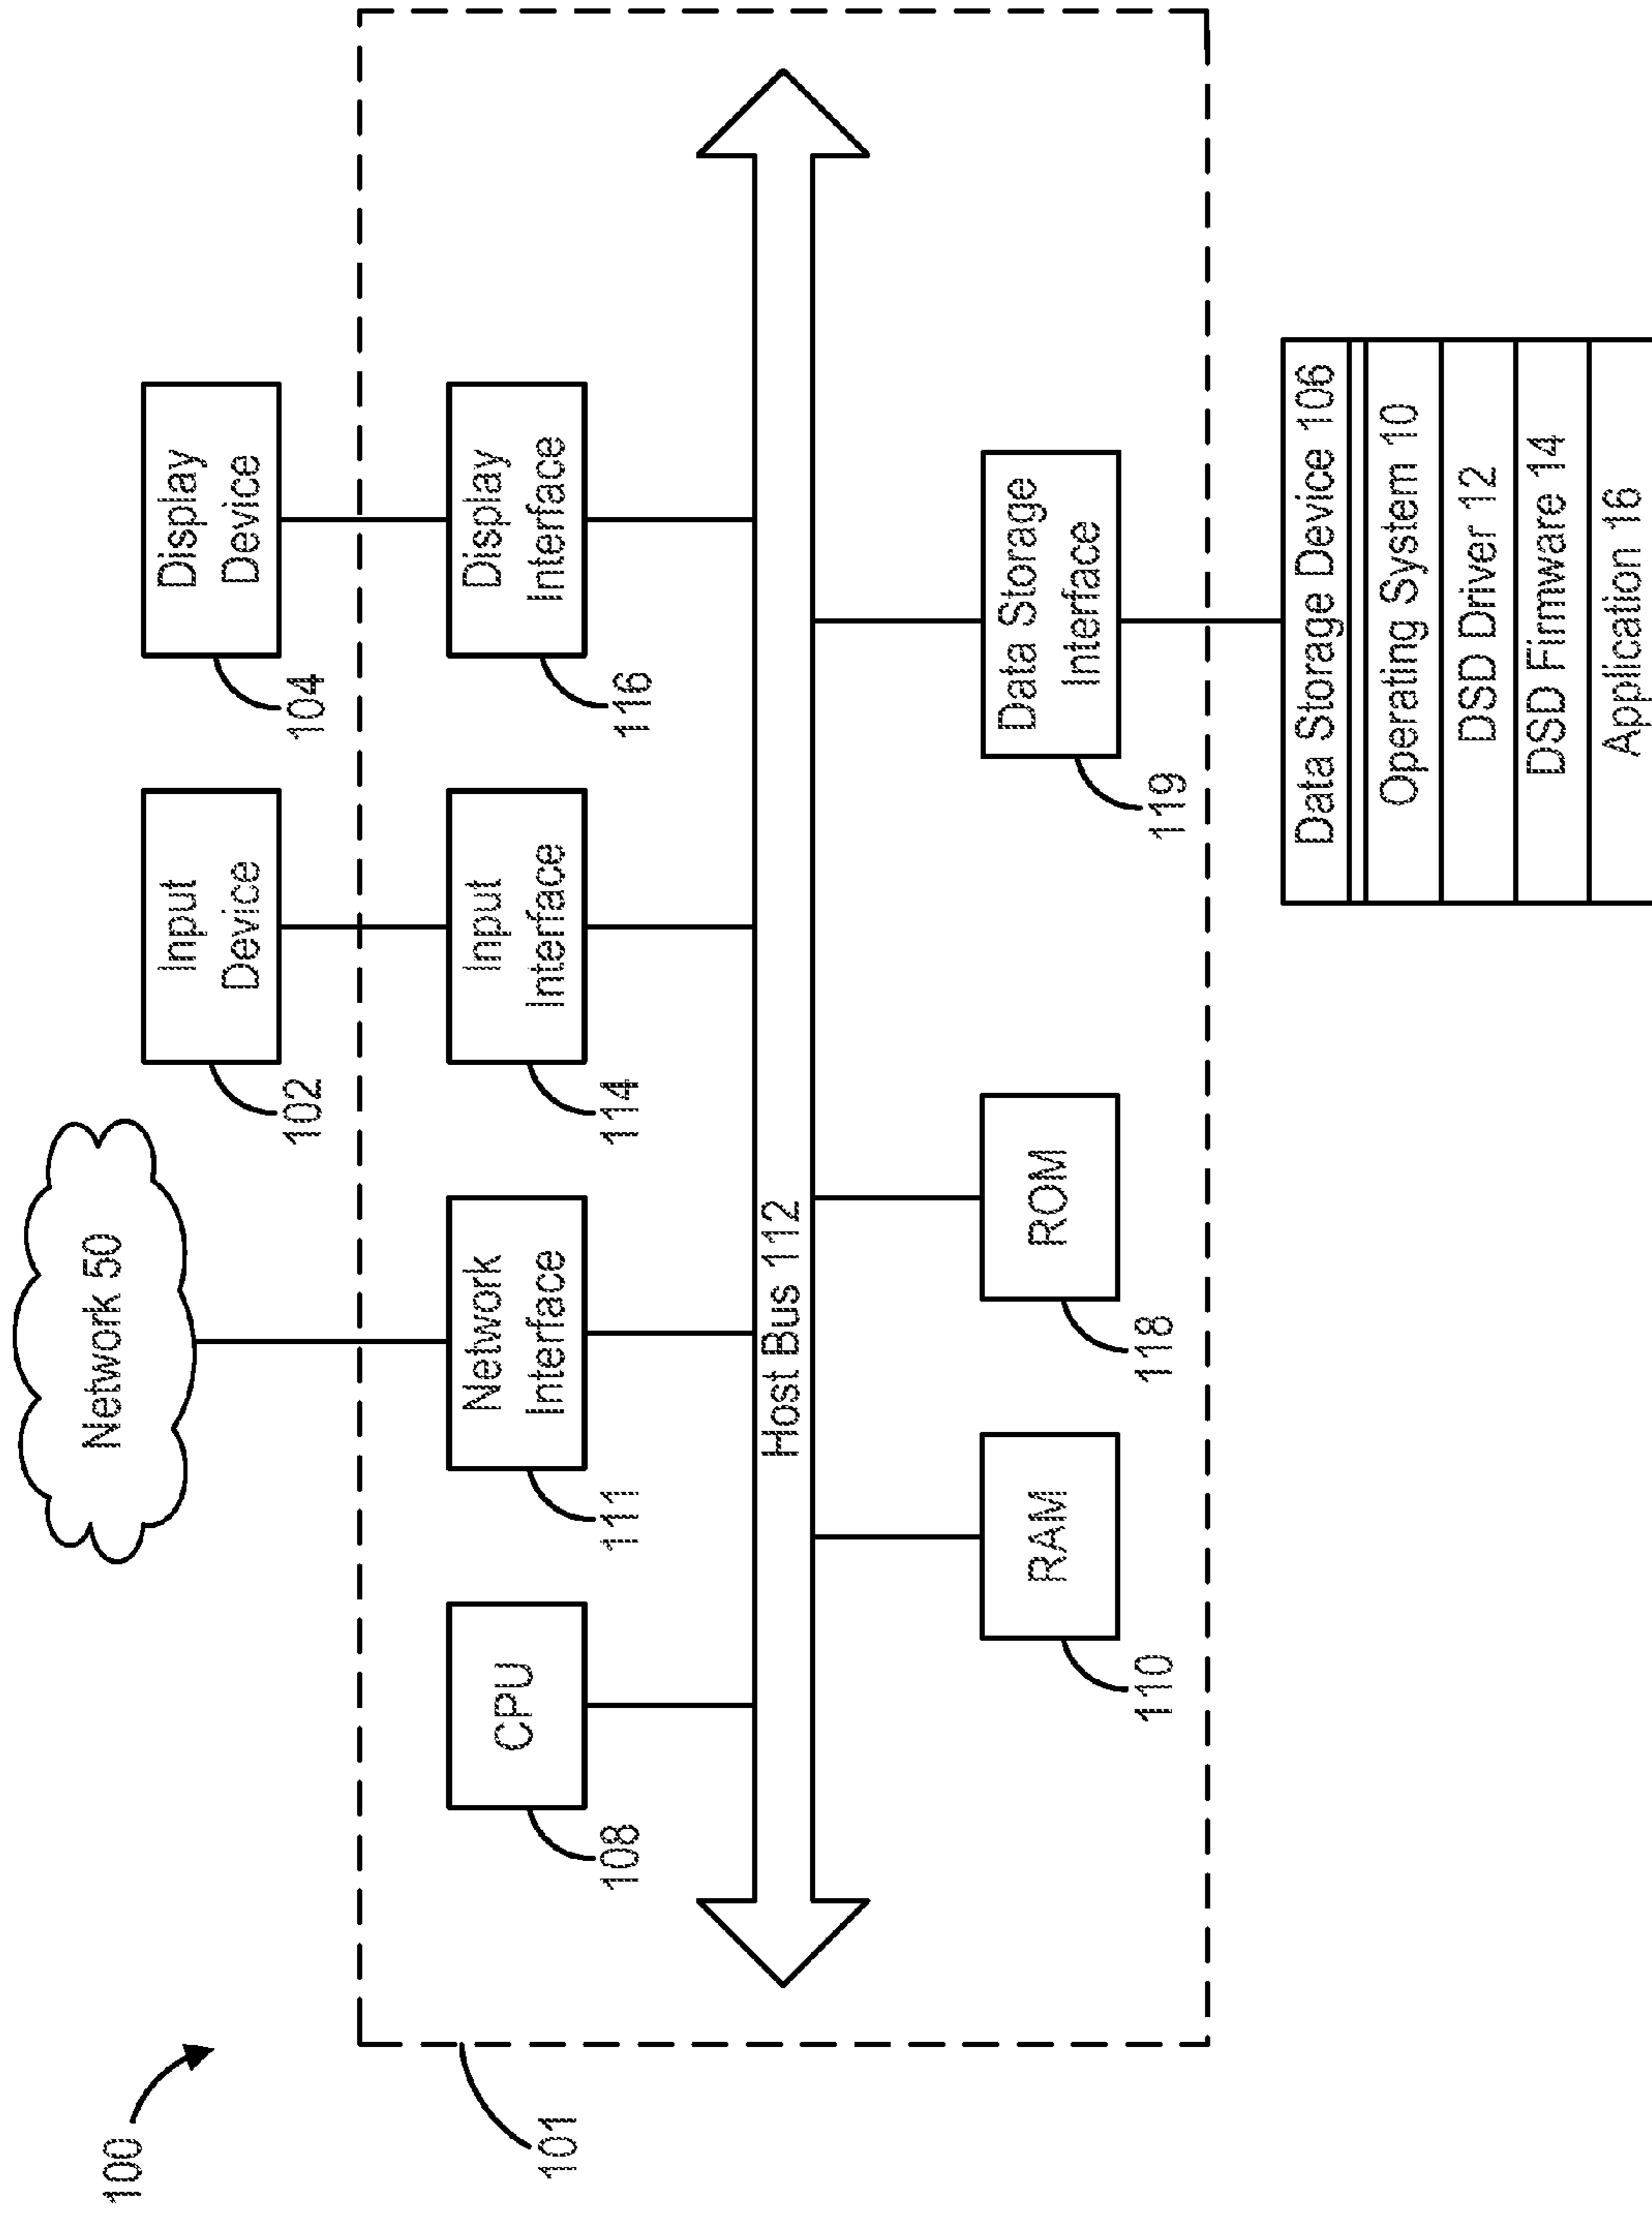 100
Network 50
Input
Device
102
Display
Device
104
101
CPU
108
Network
Interface
111
Input
Interface
114
Display
Interface
116
Host Bus 112
RAM
110
ROM
118
Data Storage
Interface
119
Data Storage Device 106
Operating System 10
DSD Driver 12
DSD Firmware 14
Application 16